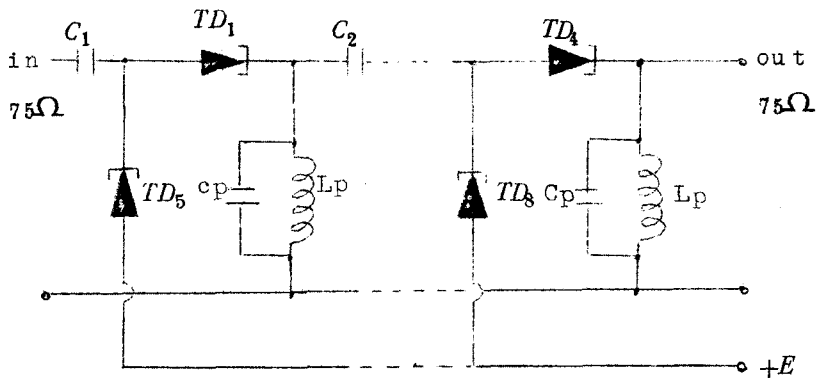 C₁ TD₁ C₂ TD₄
in out
75Ω 75Ω
TD₅ cp Lp TD₈ Cp Lp
+E